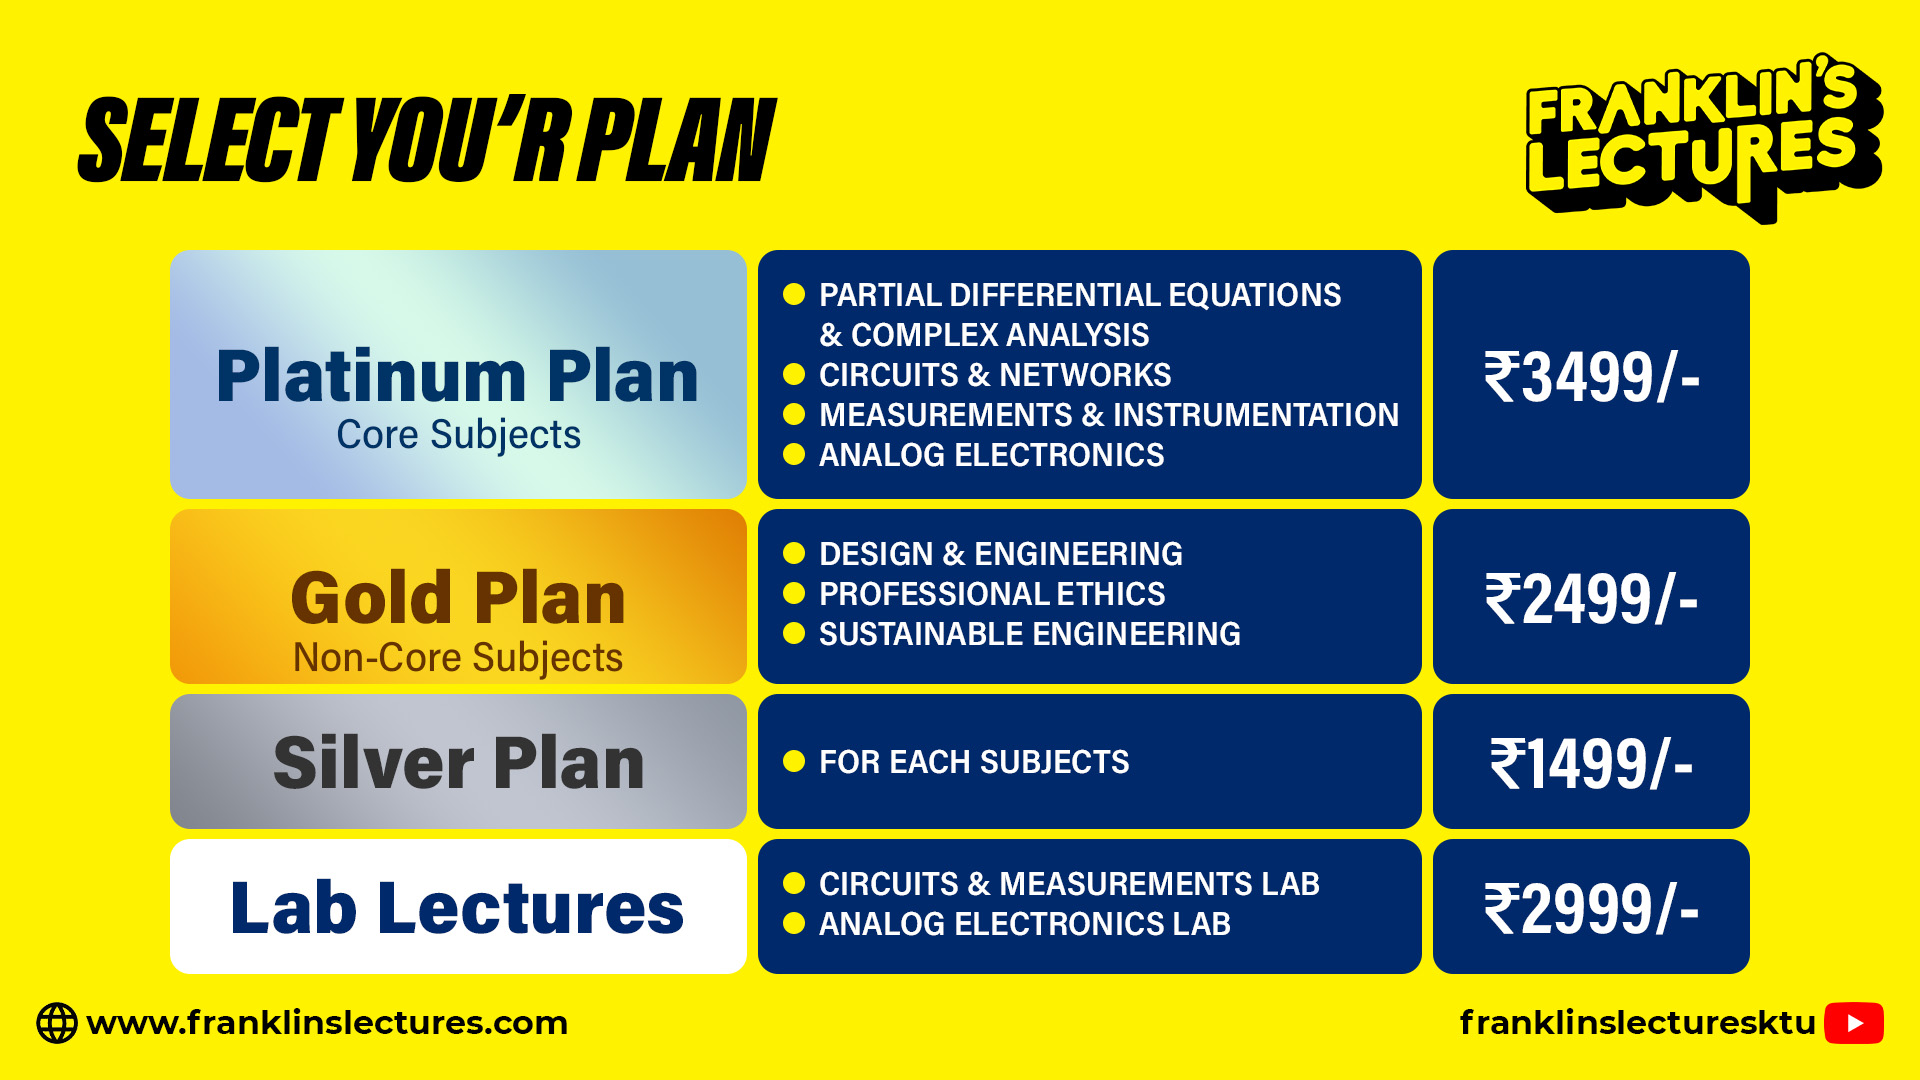 SELECT YOU'R PLAN
FRANKLIN'S
LECTURES
Platinum Plan
Core Subjects
PARTIAL DIFFERENTIAL EQUATIONS
& COMPLEX ANALYSIS
CIRCUITS & NETWORKS
MEASUREMENTS & INSTRUMENTATION
ANALOG ELECTRONICS
₹3499/-
Gold Plan
Non-Core Subjects
DESIGN & ENGINEERING
PROFESSIONAL ETHICS
SUSTAINABLE ENGINEERING
₹2499/-
Silver Plan
FOR EACH SUBJECTS
₹1499/-
Lab Lectures
CIRCUITS & MEASUREMENTS LAB
ANALOG ELECTRONICS LAB
₹2999/-
www.franklinslectures.com
franklinslecturesktu